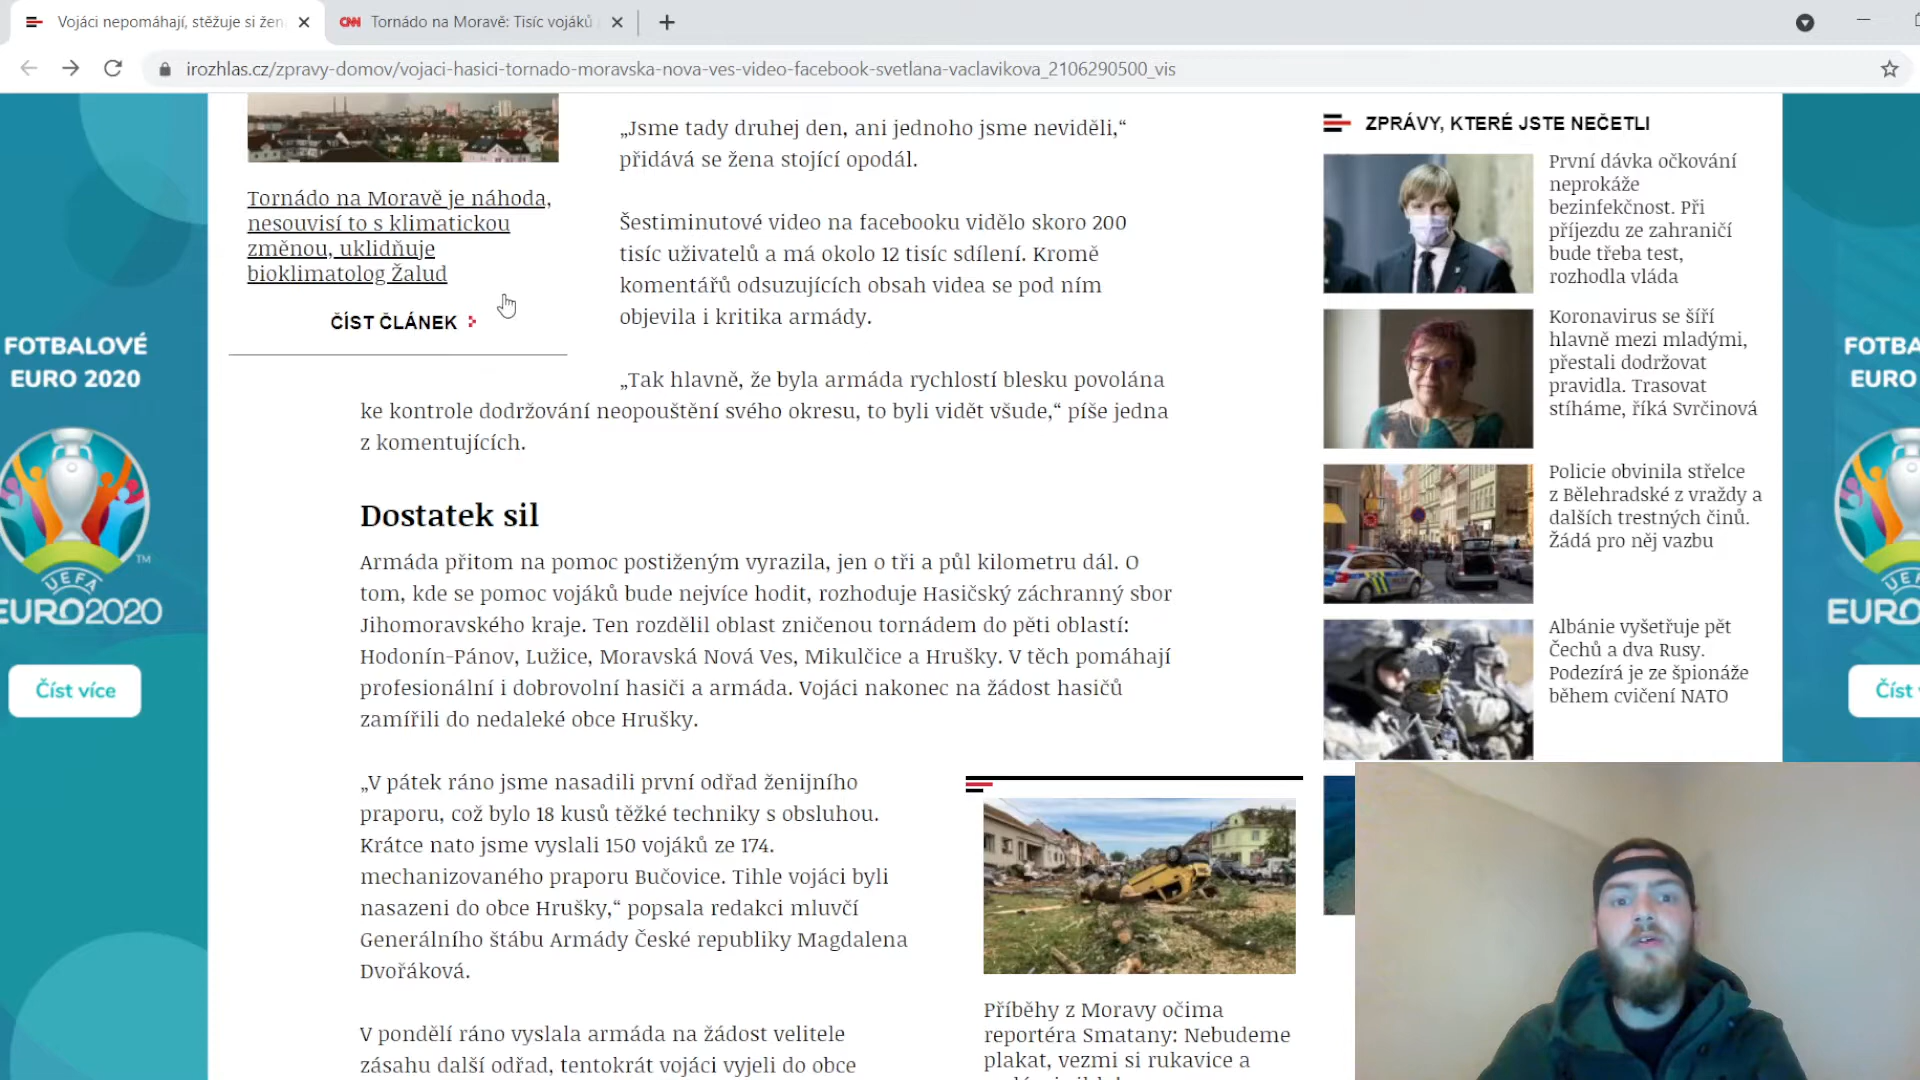 Vojáci nepomáhají, stěžuje si žen
Tornádo na Moravě: Tisíc vojáků
irozhlas.cz/zpravy-domov/vojaci-hasici-tornado-moravska-nova-ves-video-facebook-svetlana-vaclavikova_2106290500_vis
FOTBALOVÉ
EURO 2020
UEFA
EURO2020
Číst více
Tornádo na Moravě je náhoda,
nesouvisí to s klimatickou
změnou, uklidňuje
bioklimatolog Žalud
ČÍST ČLÁNEK
„Jsme tady druhej den, ani jednoho jsme neviděli,“
přidává se žena stojící opodál.
Šestiminutové video na facebooku vidělo skoro 200
tisíc uživatelů a má okolo 12 tisíc sdílení. Kromě
komentářů odsuzujících obsah videa se pod ním
objevila i kritika armády.
„Tak hlavně, že byla armáda rychlostí blesku povolána
ke kontrole dodržování neopouštění svého okresu, to byli vidět všude,“ píše jedna
z komentujících.
Dostatek sil
Armáda přitom na pomoc postiženým vyrazila, jen o tři a půl kilometru dál. O
tom, kde se pomoc vojáků bude nejvíce hodit, rozhoduje Hasičský záchranný sbor
Jihomoravského kraje. Ten rozdělil oblast zničenou tornádem do pěti oblastí:
Hodonín-Pánov, Lužice, Moravská Nová Ves, Mikulčice a Hrušky. V těch pomáhají
profesionální i dobrovolní hasiči a armáda. Vojáci nakonec na žádost hasičů
zamířili do nedaleké obce Hrušky.
„V pátek ráno jsme nasadili první odřad ženijního
praporu, což bylo 18 kusů těžké techniky s obsluhou.
Krátce nato jsme vyslali 150 vojáků ze 174.
mechanizovaného praporu Bučovice. Tihle vojáci byli
nasazeni do obce Hrušky,“ popsala redakci mluvčí
Generálního štábu Armády České republiky Magdalena
Dvořáková.
V pondělí ráno vyslala armáda na žádost velitele
zásahu další odřad, tentokrát vojáci vyjeli do obce
Příběhy z Moravy očima
reportéra Smatany: Nebudeme
plakat, vezmi si rukavice a
ZPRÁVY, KTERÉ JSTE NEČETLI
První dávka očkování
neprokáže
bezinfekčnost. Při
příjezdu ze zahraničí
bude třeba test,
rozhodla vláda
Koronavirus se šíří
hlavně mezi mladými,
přestali dodržovat
pravidla. Trasovat
stíháme, říká Svrčinová
Policie obvinila střelce
z Bělehradské z vraždy a
dalších trestných činů.
Žádá pro něj vazbu
Albánie vyšetřuje pět
Čechů a dva Rusy.
Podezírá je ze špionáže
během cvičení NATO
FOTBA
EURO
UEFA
EURO
Číst